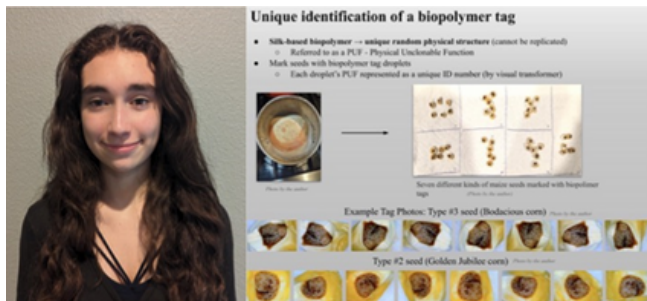 Unique identification of a biopolymer tag
● Silk-based biopolymer → unique random physical structure (cannot be replicated)
○ Referred to as a PUF - Physical Unclonable Function
● Mark seeds with biopolymer tag droplets
○ Each droplet's PUF represented as a unique ID number (by visual transformer)
Photo by the author
Seven different kinds of maize seeds marked with biopolimer
tags (Photo by the author)
Example Tag Photos: Type #3 seed (Bodacious corn) Photo by the author
Type #2 seed (Golden Jubilee corn) Photo by the author